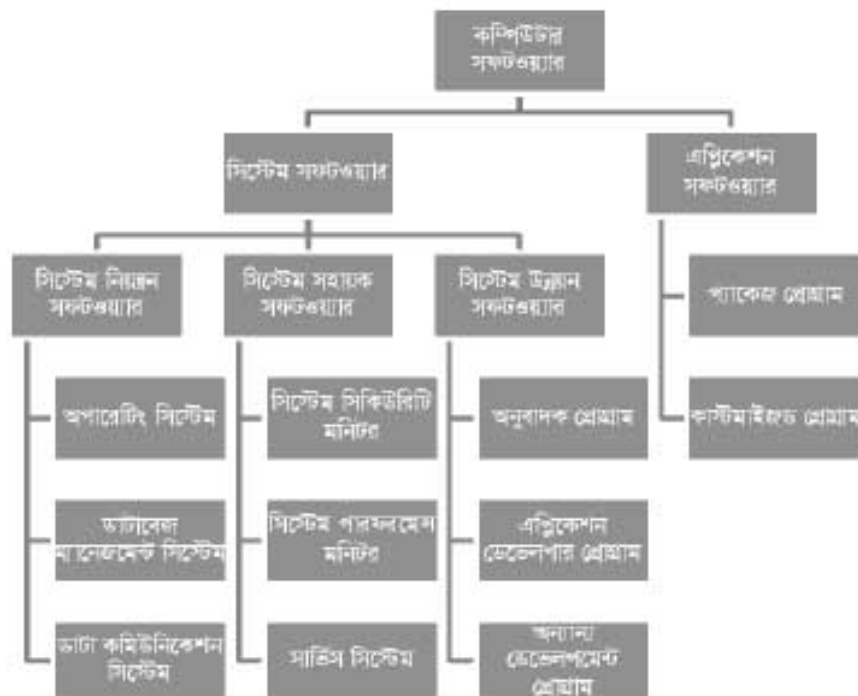 কম্পিউটার
সফটওয়্যার
সিস্টেম সফটওয়্যার
এপ্লিকেশন
সফটওয়্যার
সিস্টেম নিয়ন্ত্রন
সফটওয়্যার
সিস্টেম সহায়ক
সফটওয়্যার
সিস্টেম উন্নয়ন
সফটওয়্যার
প্যাকেজ প্রোগ্রাম
অপারেটিং সিস্টেম
সিস্টেম সিকিউরিটি
মনিটর
অনুবাদক প্রোগ্রাম
কাস্টমাইজড প্রোগ্রাম
ডাটাবেজ
ম্যানেজমেন্ট সিস্টেম
সিস্টেম পারফরমেন্স
মনিটর
এপ্লিকেশন
ডেভেলপার প্রোগ্রাম
ডাটা কমিউনিকেশন
সিস্টেম
সার্ভিস সিস্টেম
অন্যান্য
ডেভেলপমেন্ট
প্রোগ্রাম